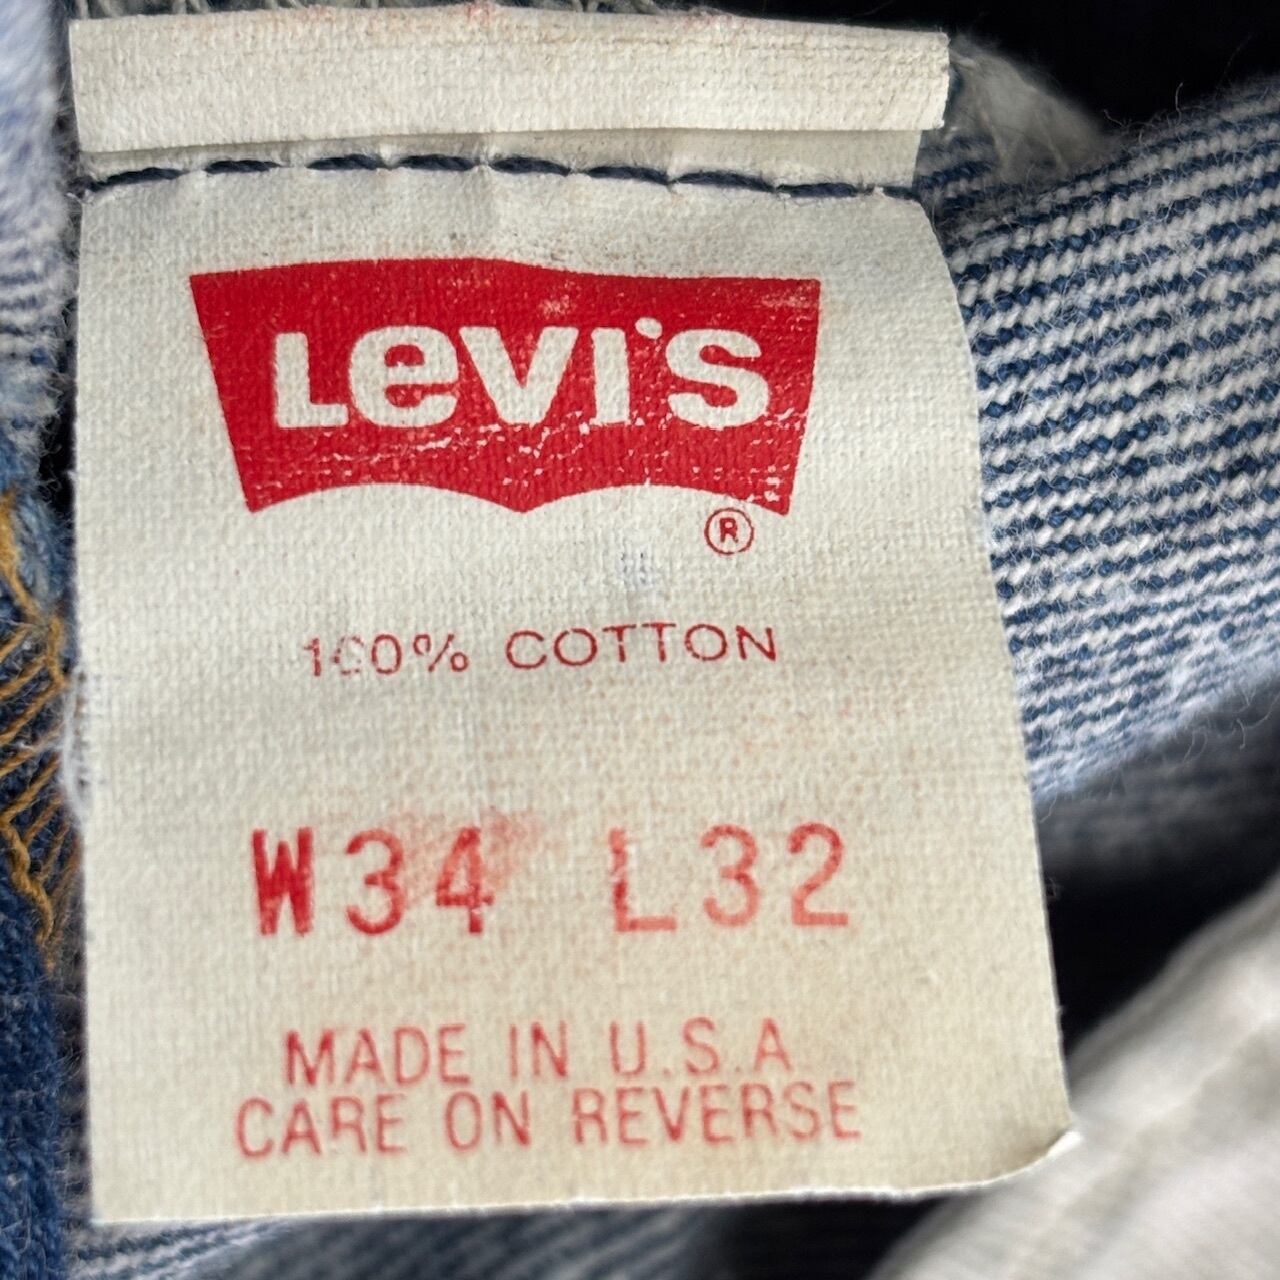 Levi's
®
100% COTTON
W34 L32
MADE IN U.S.A.
CARE ON REVERSE